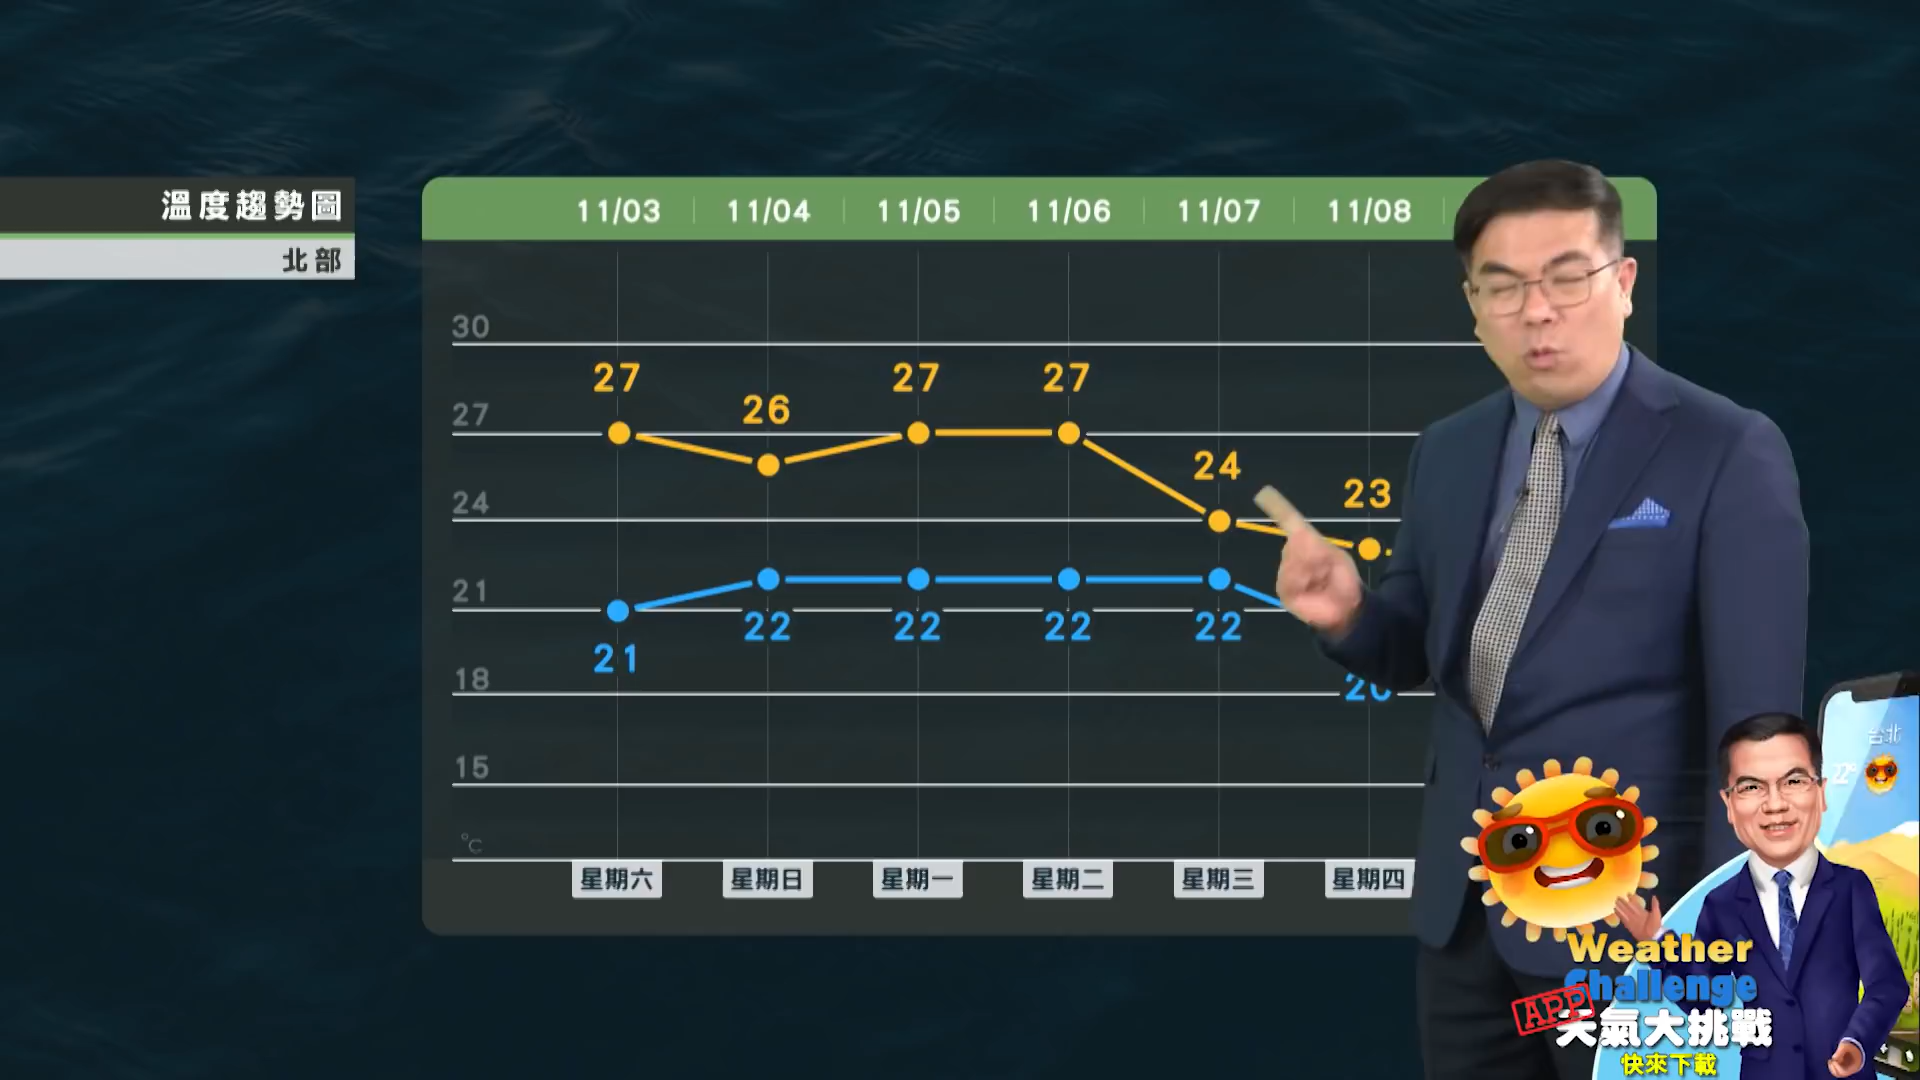 溫度趨勢圖
北部
11/03 11/04 11/05 11/06 11/07 11/08
30
27
24
21
18
15
°C
27 26 27 27 24 23
21 22 22 22 22 20
星期六 星期日 星期一 星期二 星期三 星期四
台北
22°
Weather
Challenge
APP
天氣大挑戰
快來下載